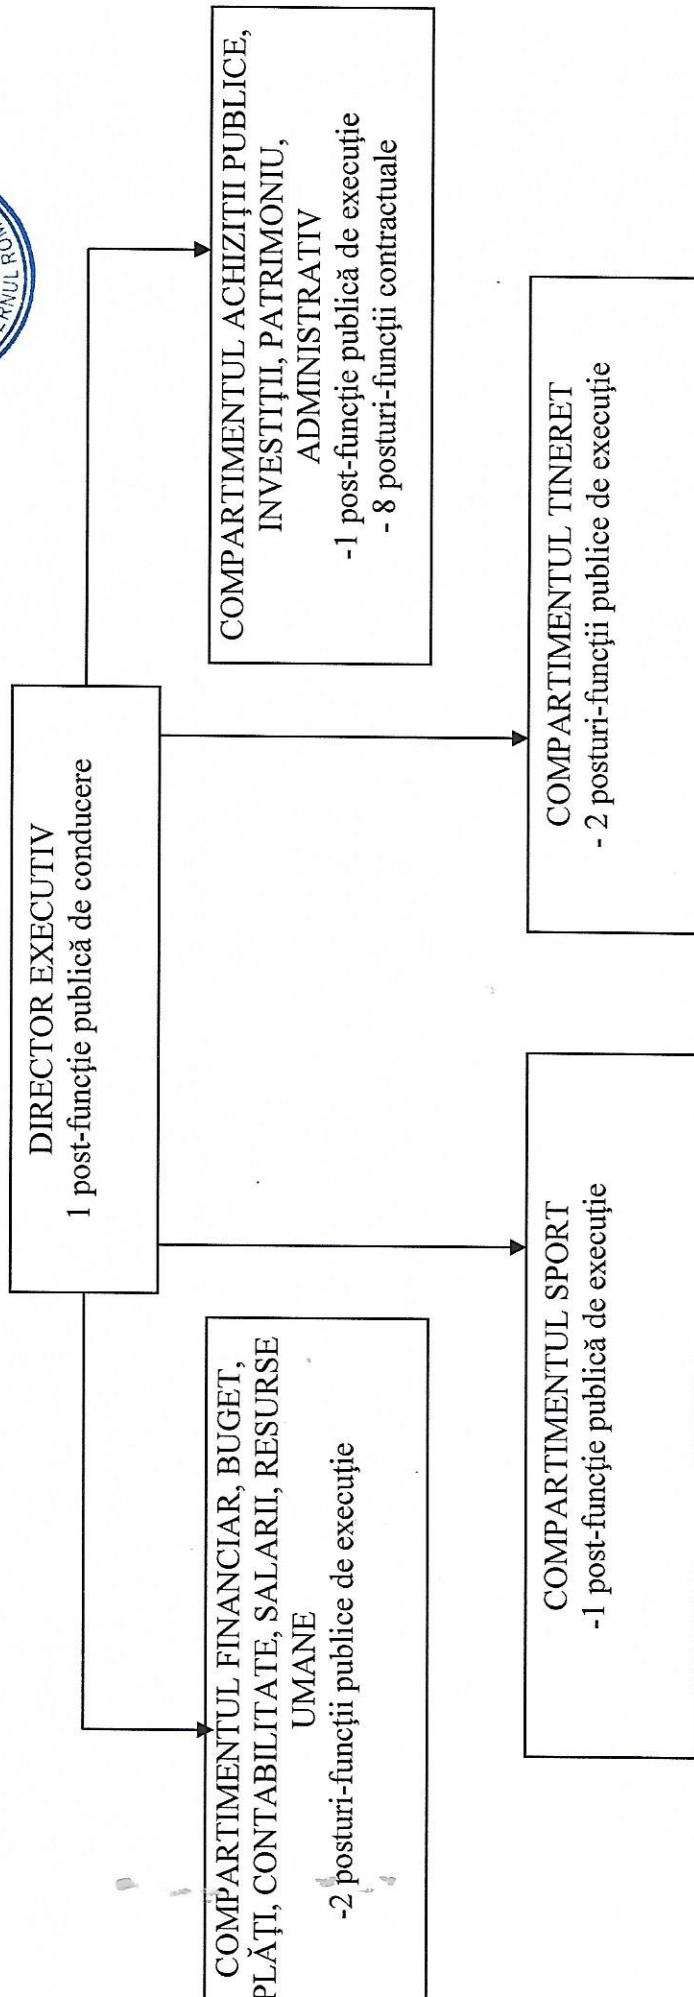 DIRECTOR EXECUTIV
1 post-funcție publică de conducere
COMPARTIMENTUL FINANCIAR, BUGET,
PLĂȚI, CONTABILITATE, SALARII, RESURSE
UMANE
-2 posturi-funcții publice de execuție
COMPARTIMENTUL ACHIZIȚII PUBLICE,
INVESTIȚII, PATRIMONIU,
ADMINISTRATIV
-1 post-funcție publică de execuție
- 8 posturi-funcții contractuale
COMPARTIMENTUL SPORT
-1 post-funcție publică de execuție
COMPARTIMENTUL TINERET
- 2 posturi-funcții publice de execuție